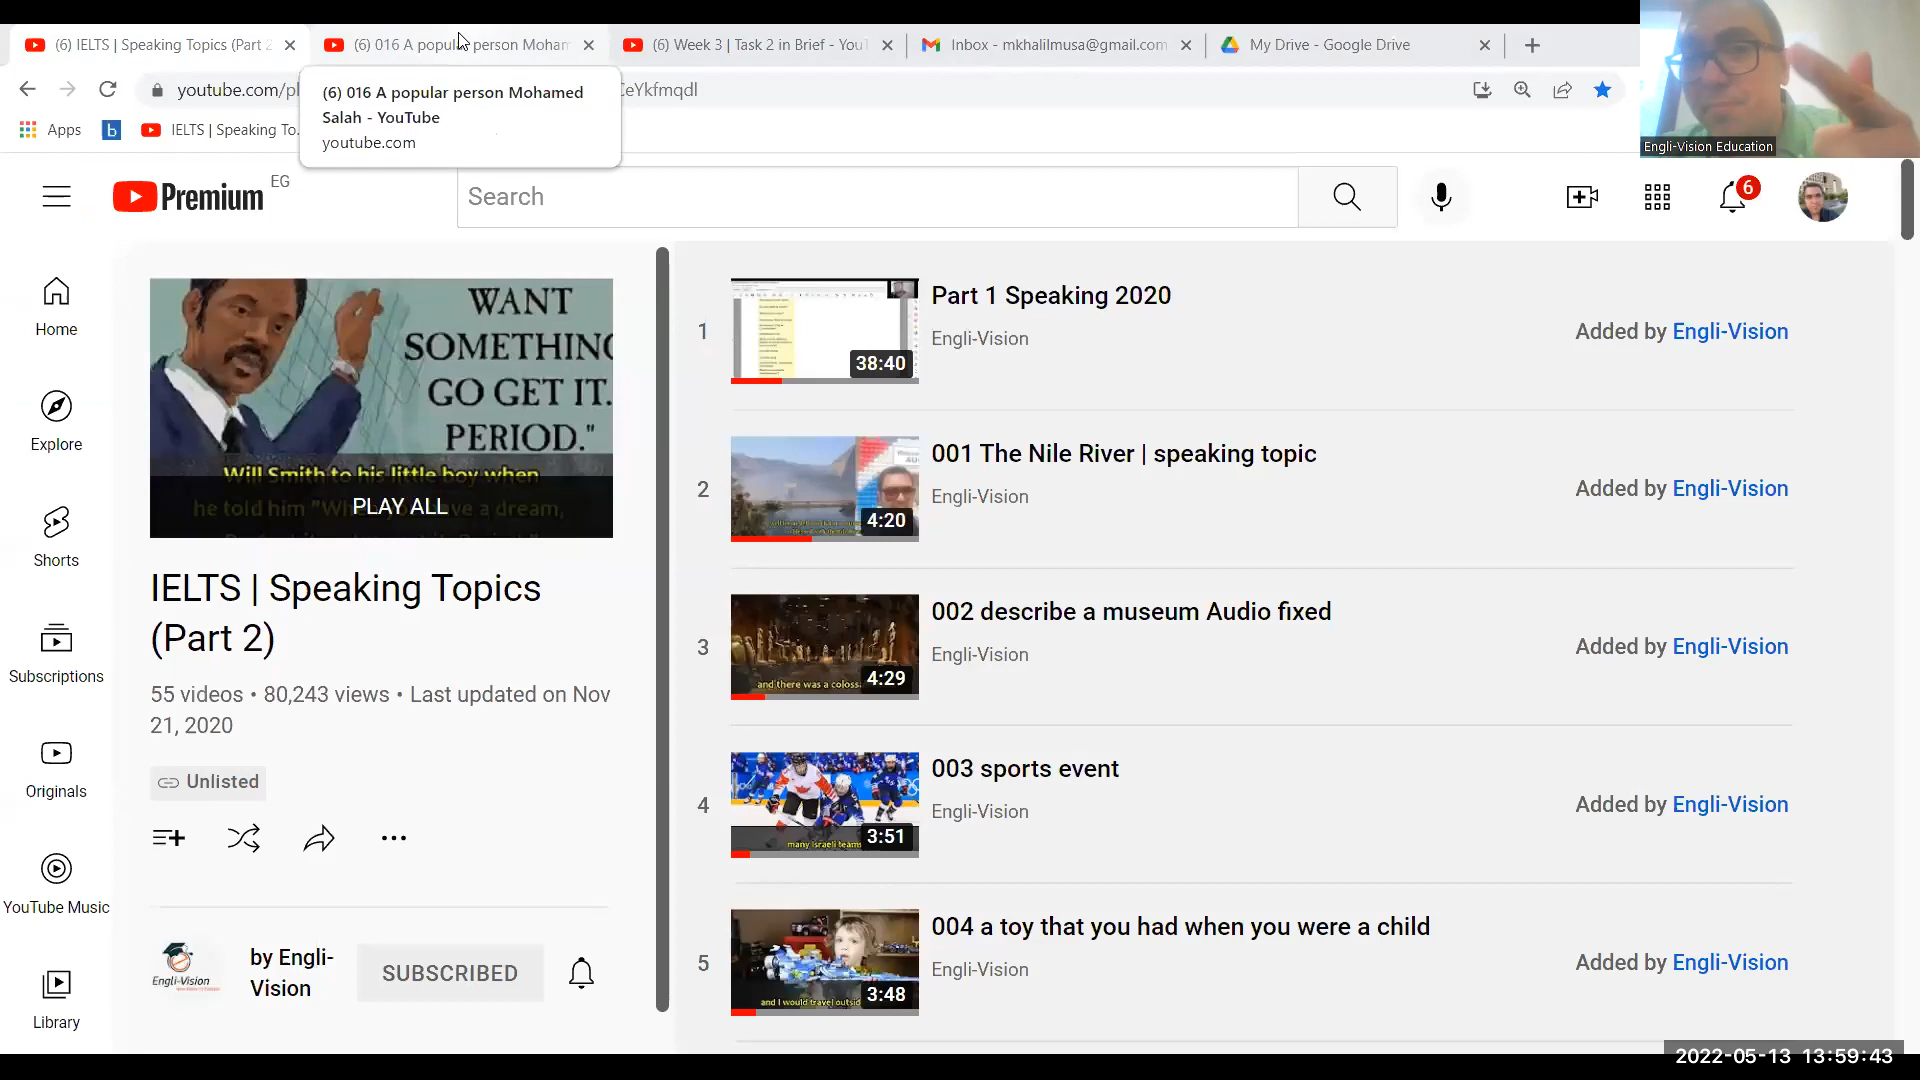 (6) IELTS | Speaking Topics (Part 2
(6) 016 A popular person Moham
(6) Week 3 | Task 2 in Brief - YouT
Inbox - mkhalilmusa@gmail.com
My Drive - Google Drive
youtube.com/pl
CeYkfmqdl
(6) 016 A popular person Mohamed
Salah - YouTube
youtube.com
Apps
b
IELTS | Speaking To.
Engli-Vision Education
Premium
EG
Search
6
Home
Explore
Shorts
Subscriptions
Originals
YouTube Music
Library
WANT
SOMETHING
GO GET IT.
PERIOD."
Will Smith to his little boy when
he told him "When you have a dream,
PLAY ALL
IELTS | Speaking Topics
(Part 2)
55 videos • 80,243 views • Last updated on Nov
21, 2020
Unlisted
Engli-Vision
by Engli-
Vision
SUBSCRIBED
1
38:40
Part 1 Speaking 2020
Engli-Vision
Added by Engli-Vision
2
4:20
001 The Nile River | speaking topic
Engli-Vision
Added by Engli-Vision
3
and there was a coloss
4:29
002 describe a museum Audio fixed
Engli-Vision
Added by Engli-Vision
4
many Israeli teams
3:51
003 sports event
Engli-Vision
Added by Engli-Vision
5
and I would travel outsid
3:48
004 a toy that you had when you were a child
Engli-Vision
Added by Engli-Vision
2022-05-13 13:59:43